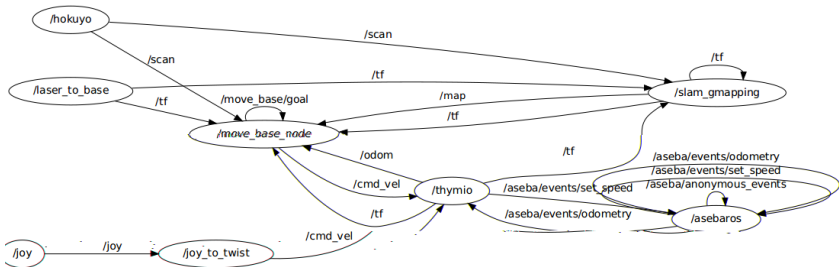 /hokuyo
/scan
/scan
/tf
/tf
/laser_to_base
/tf
/move_base/goal
/map
/slam_gmapping
/tf
/move_base_node
/tf
/odom
/tf
/aseba/events/odometry
/aseba/events/set_speed
/cmd_vel
/thymio
/aseba/events/set_speed
/aseba/anonymous_events
/tf
/aseba/events/odometry
/asebaros
/cmd_vel
/joy
/joy
/joy_to_twist